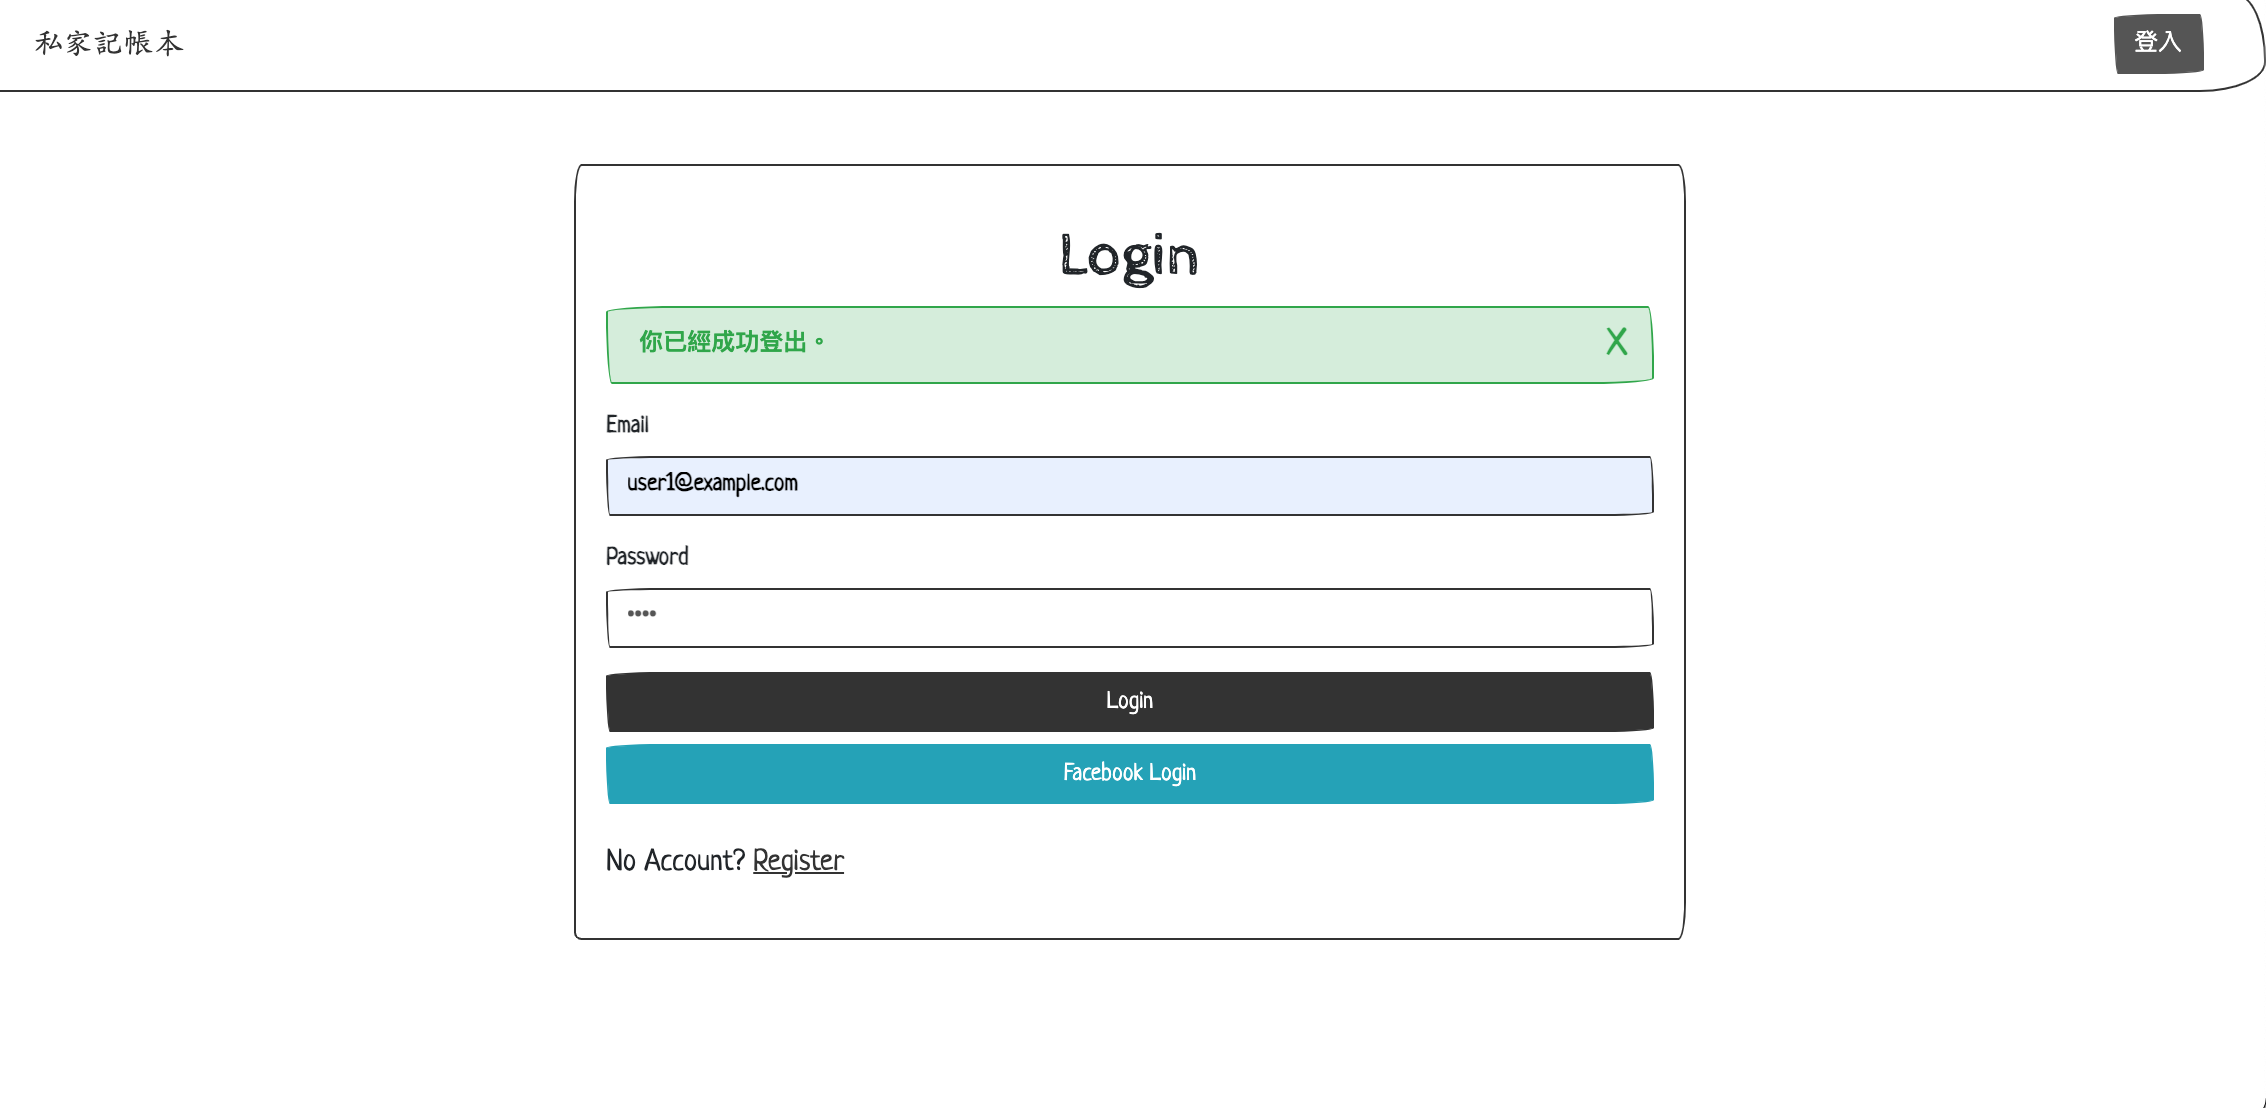 私家記帳本
登入
Login
你已經成功登出。
X
Email
user1@example.com
Password
••••
Login
Facebook Login
No Account? Register